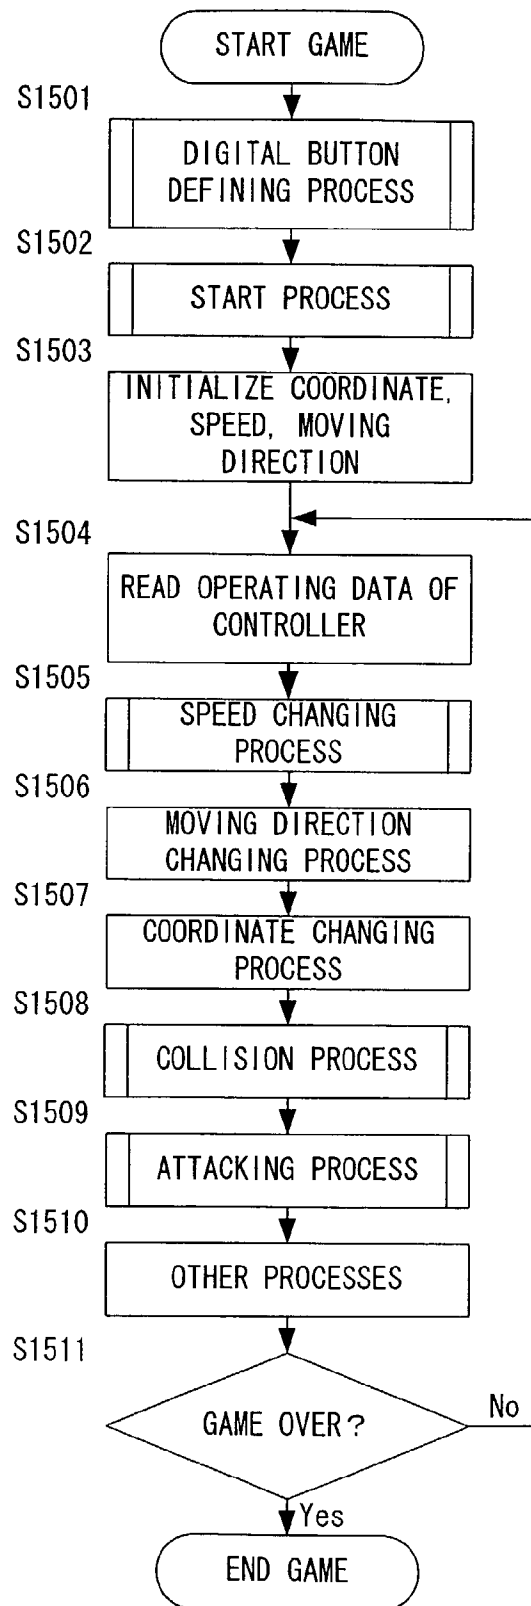 START GAME
S1501
DIGITAL BUTTON
DEFINING PROCESS
S1502
START PROCESS
S1503
INITIALIZE COORDINATE,
SPEED, MOVING
DIRECTION
S1504
READ OPERATING DATA OF
CONTROLLER
S1505
SPEED CHANGING
PROCESS
S1506
MOVING DIRECTION
CHANGING PROCESS
S1507
COORDINATE CHANGING
PROCESS
S1508
COLLISION PROCESS
S1509
ATTACKING PROCESS
S1510
OTHER PROCESSES
S1511
GAME OVER?
No
Yes
END GAME